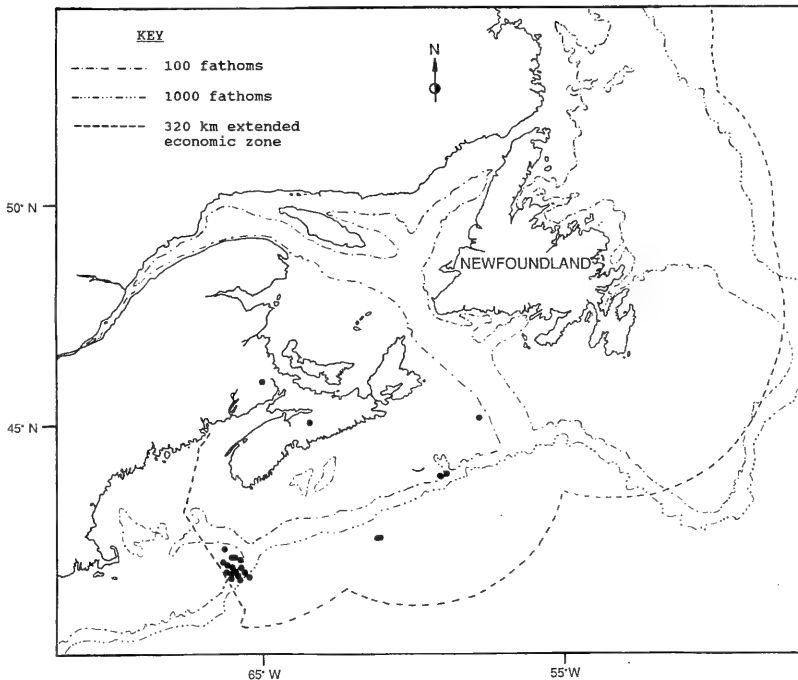 KEY
100 fathoms
1000 fathoms
320 km extended
economic zone
N
50° N
NEWFOUNDLAND
45° N
65° W
55° W